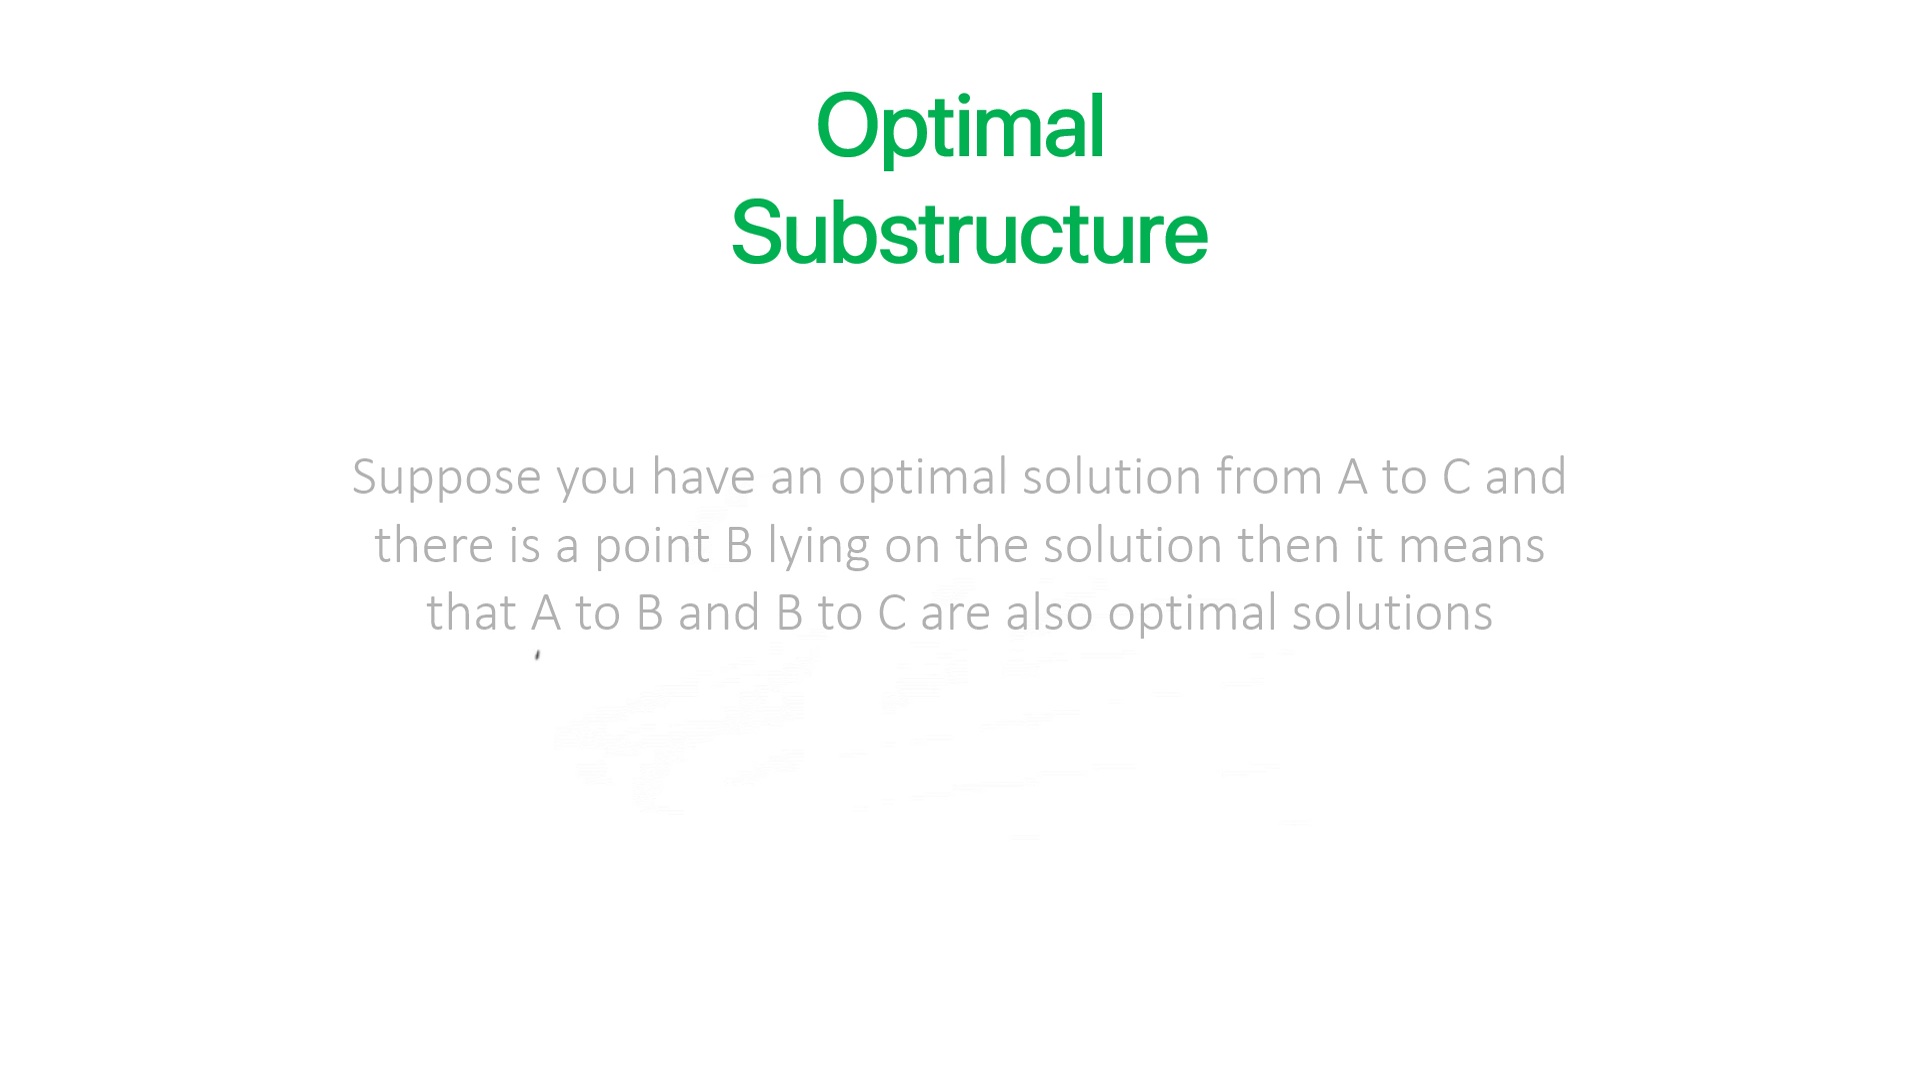 Optimal
Substructure
Suppose you have an optimal solution from A to C and
there is a point B lying on the solution then it means
that A to B and B to C are also optimal solutions